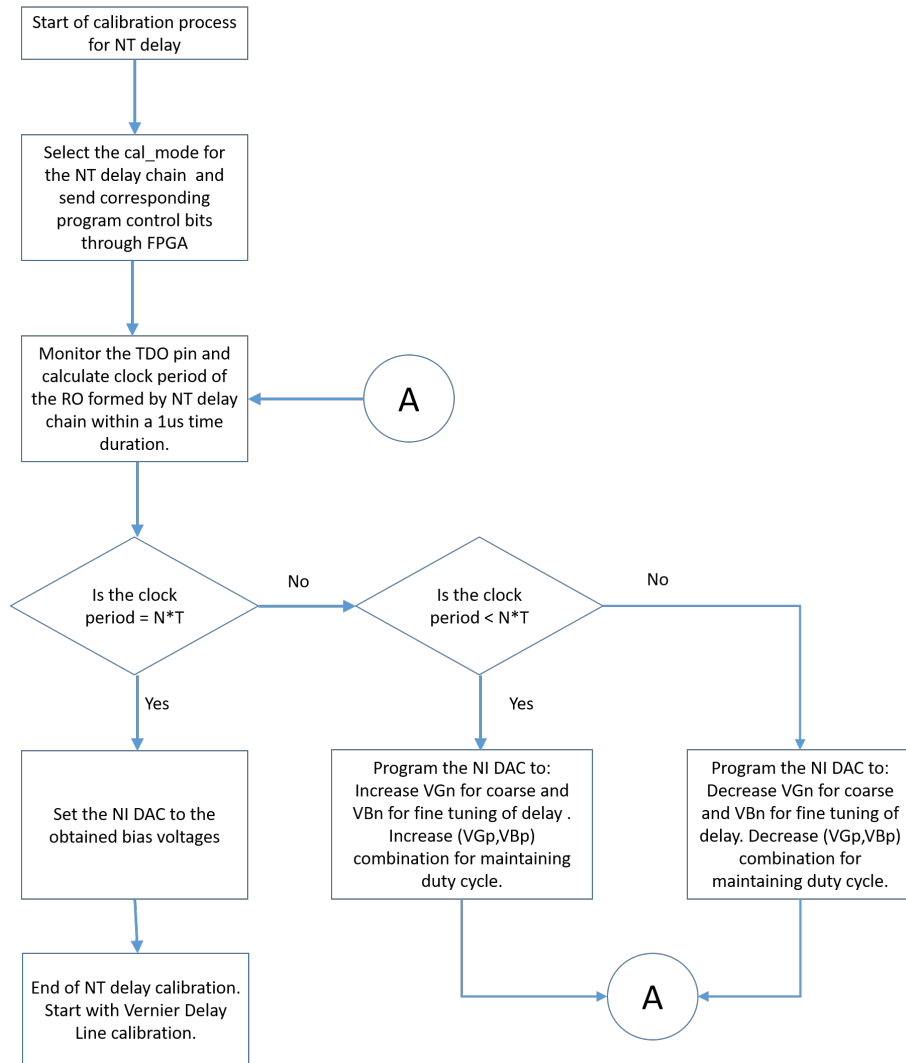 Start of calibration process
for NT delay
Select the cal_mode for
the NT delay chain and
send corresponding
program control bits
through FPGA
Monitor the TDO pin and
calculate clock period of
the RO formed by NT delay
chain within a 1us time
duration.
A
Is the clock
period = N*T
No
Is the clock
period < N*T
No
Yes
Yes
Set the NI DAC to the
obtained bias voltages
Program the NI DAC to:
Increase VGn for coarse and
VBn for fine tuning of delay .
Increase (VGp,VBp)
combination for maintaining
duty cycle.
Program the NI DAC to:
Decrease VGn for coarse
and VBn for fine tuning of
delay. Decrease (VGp,VBp)
combination for
maintaining duty cycle.
End of NT delay calibration.
Start with Vernier Delay
Line calibration.
A